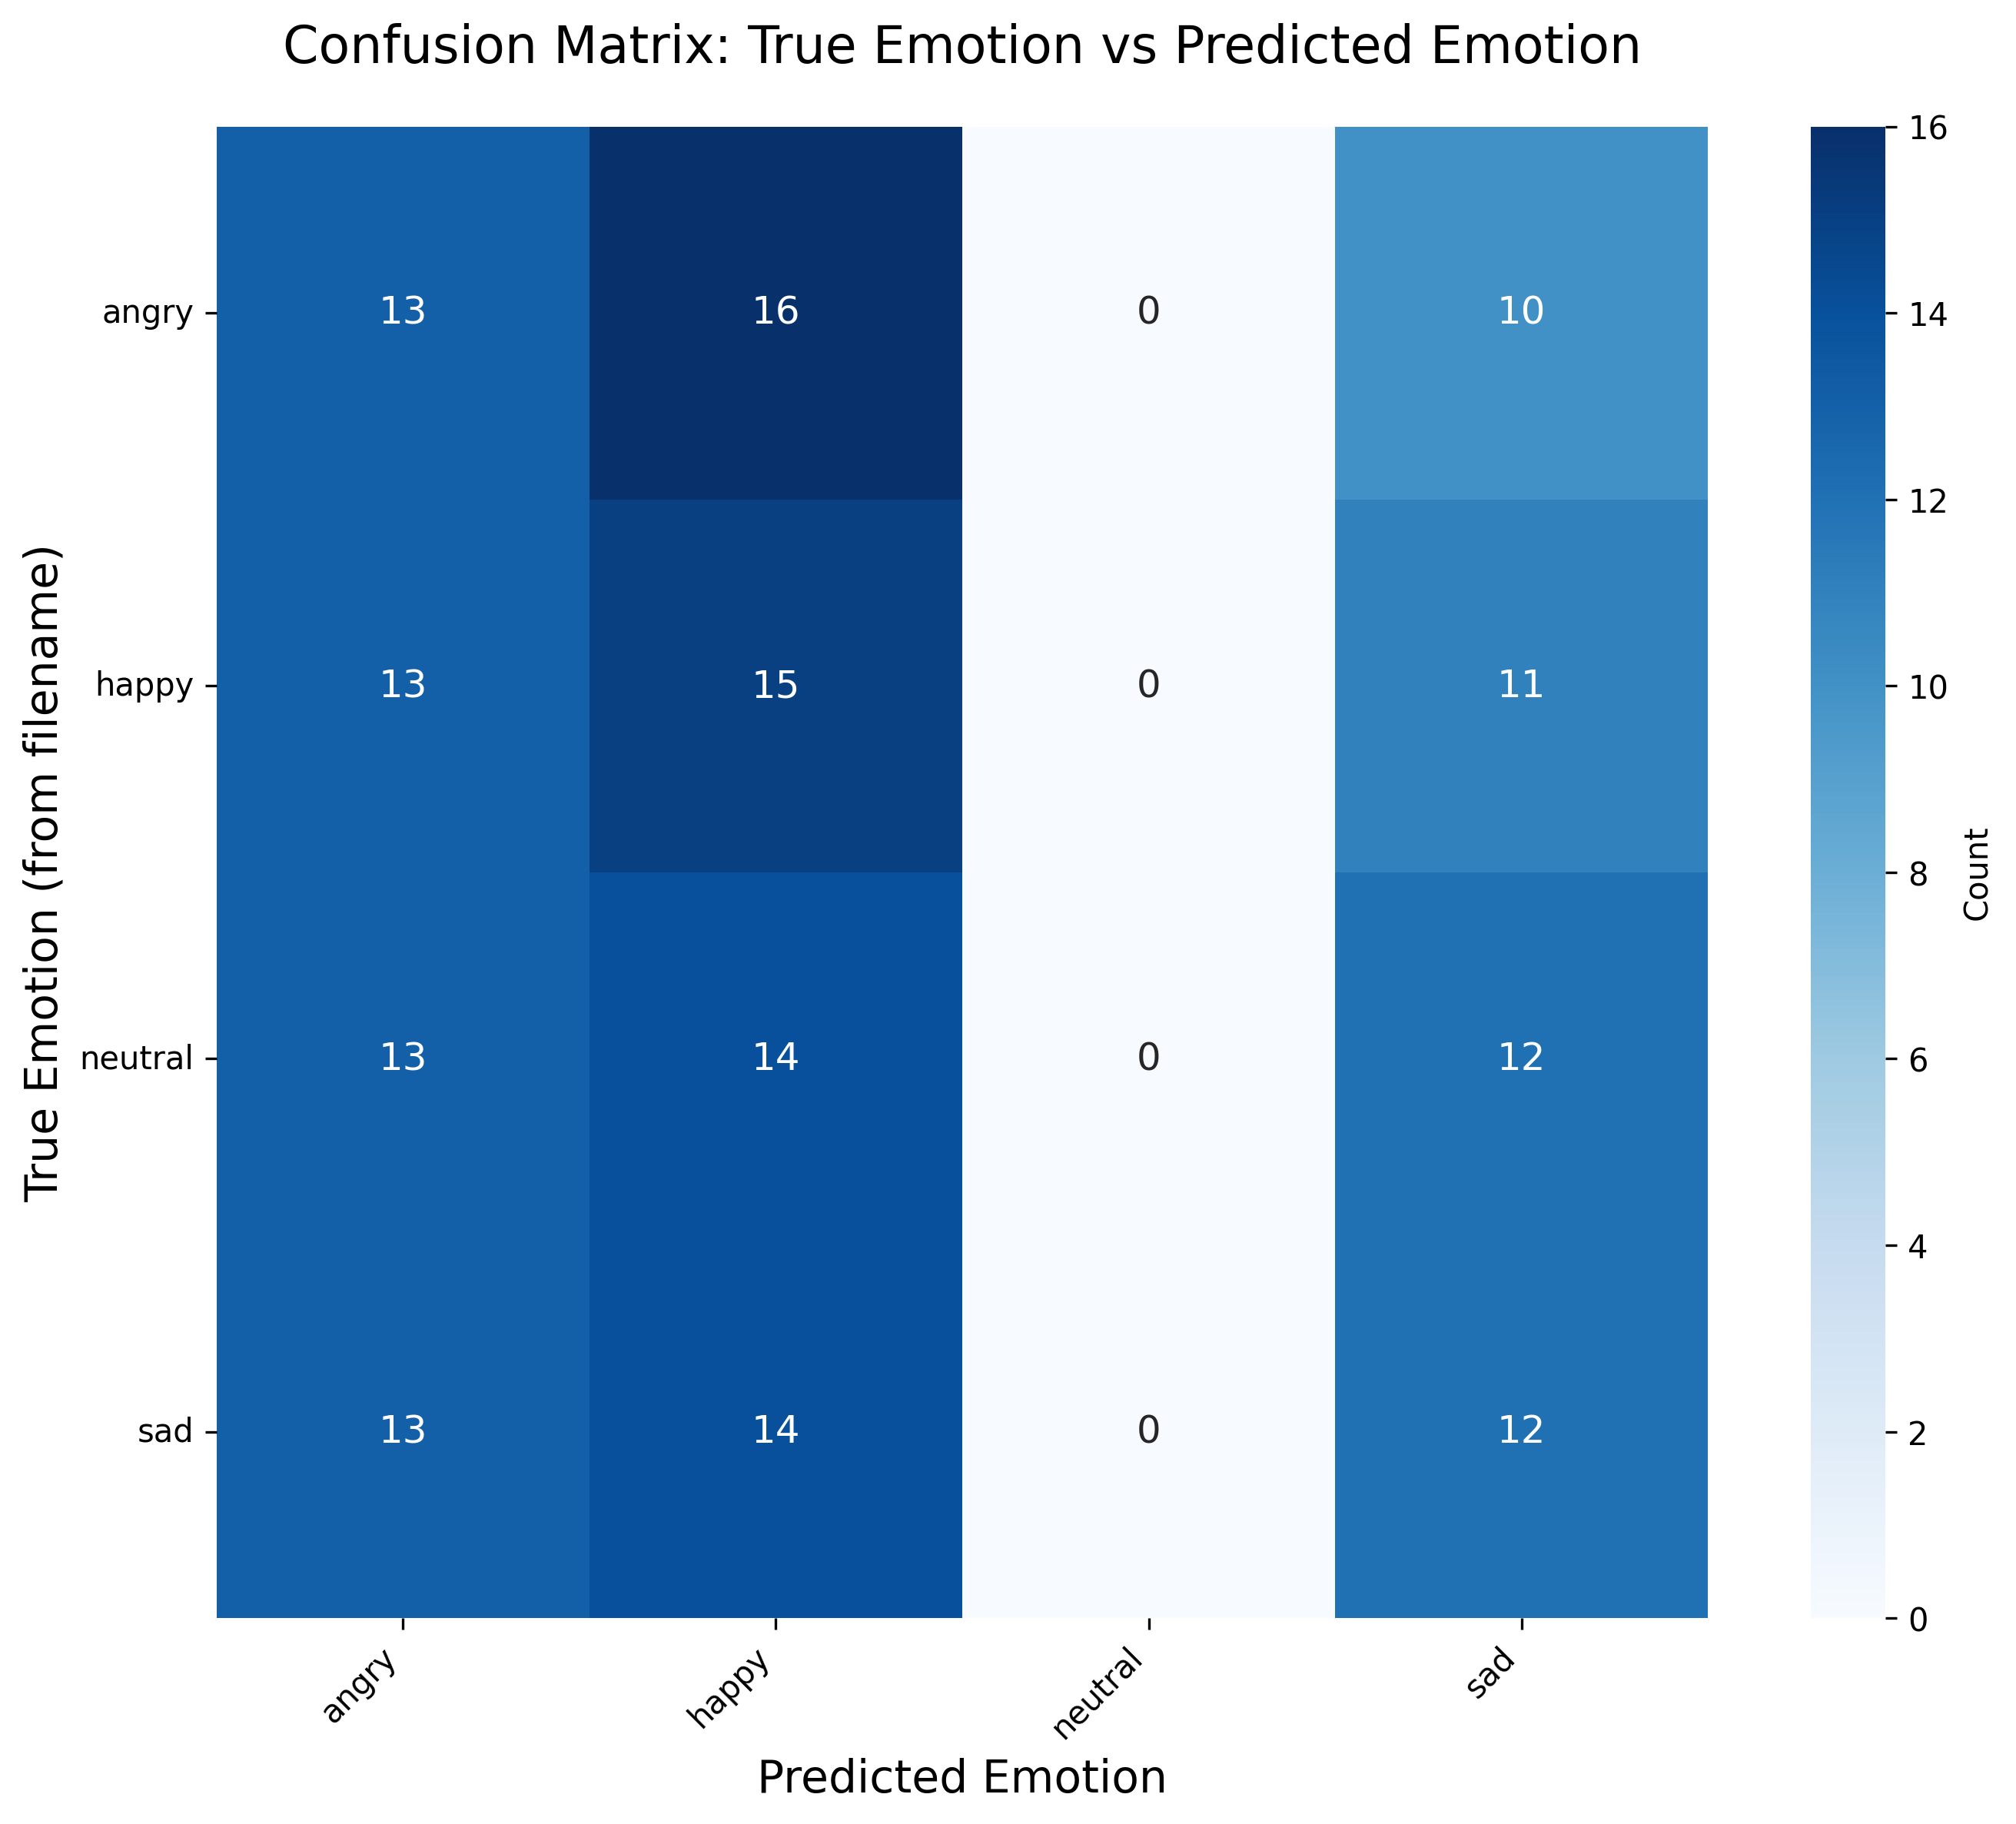 Confusion Matrix: True Emotion vs Predicted Emotion
True Emotion (from filename)
angry
13
16
0
10
happy
13
15
0
11
neutral
13
14
0
12
sad
13
14
0
12
angry
happy
neutral
sad
Predicted Emotion
16
14
12
10
8
6
4
2
0
Count